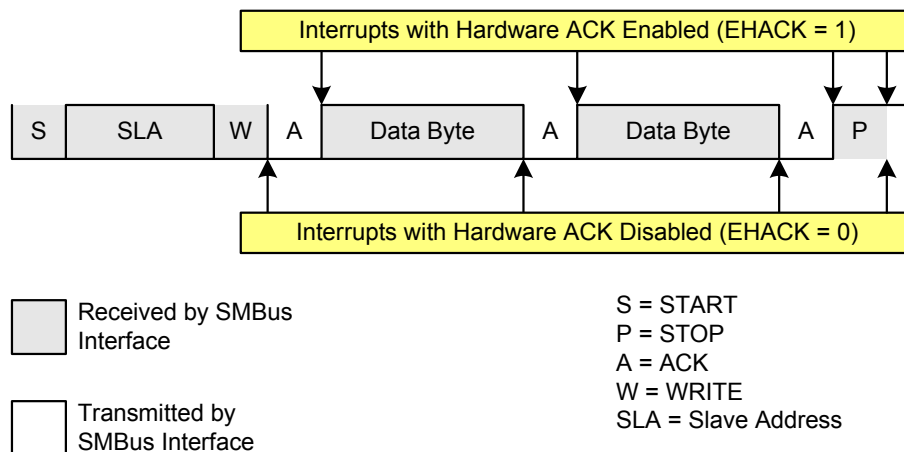 Interrupts with Hardware ACK Enabled (EHACK = 1)
S SLA W A Data Byte A Data Byte A P
Interrupts with Hardware ACK Disabled (EHACK = 0)
Received by SMBus
Interface
Transmitted by
SMBus Interface
S = START
P = STOP
A = ACK
W = WRITE
SLA = Slave Address